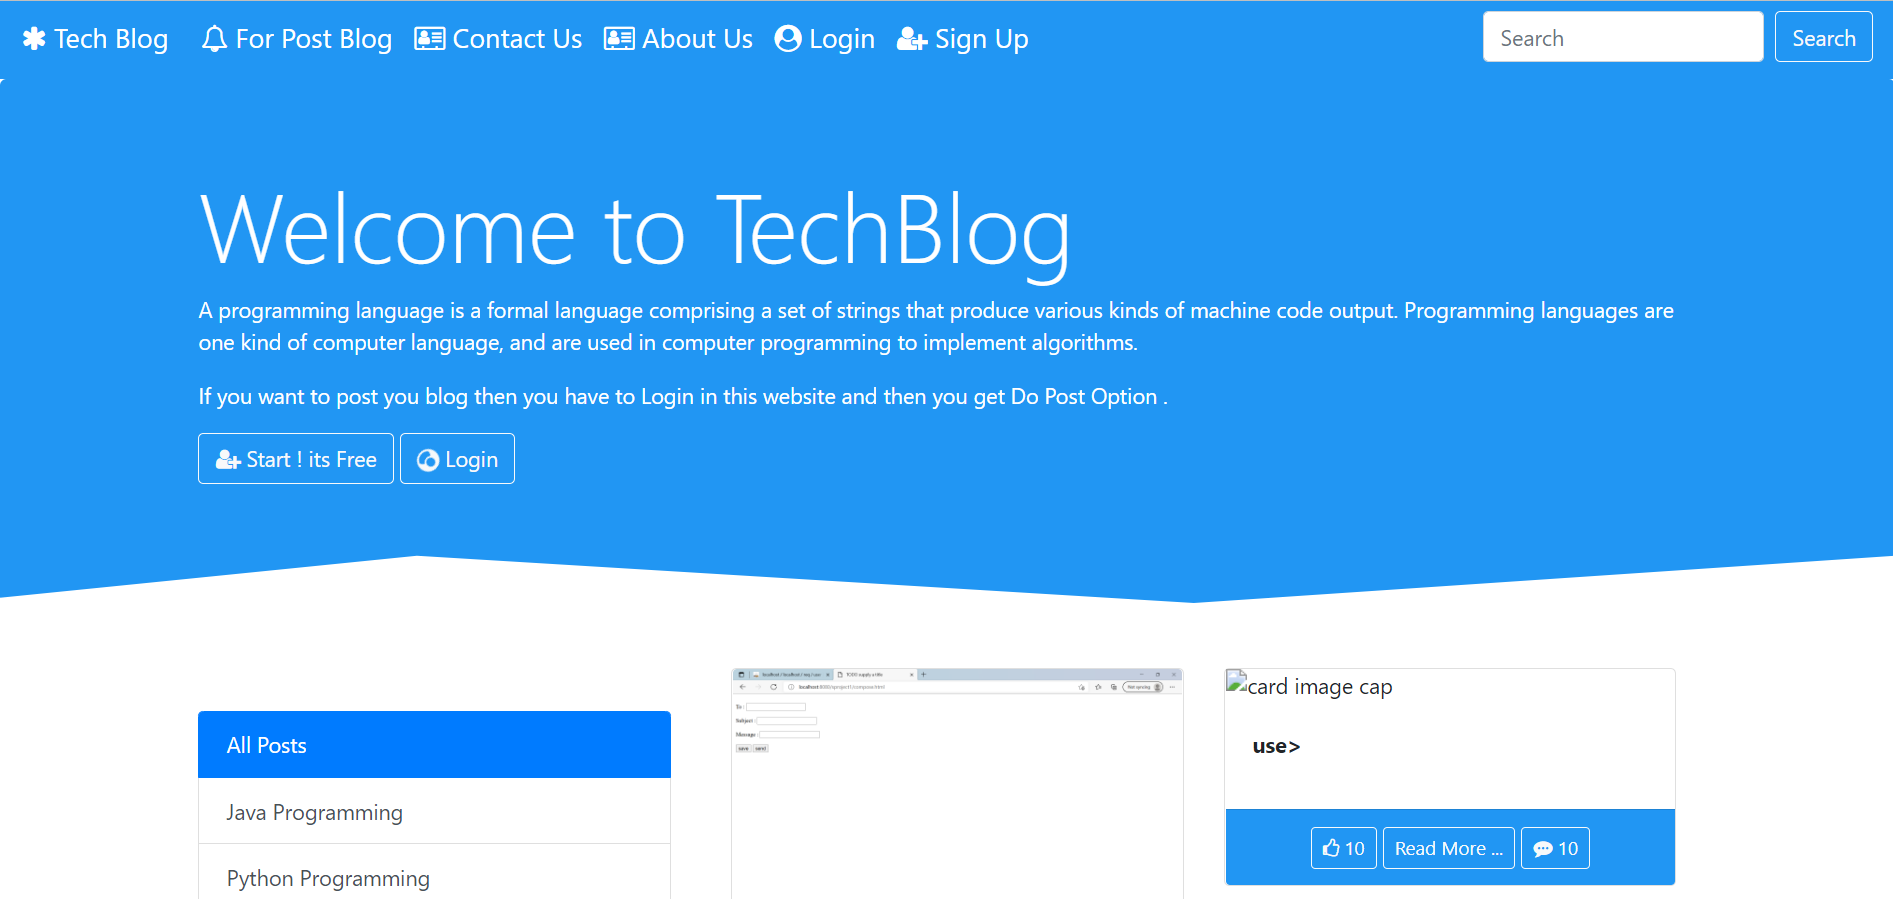 Tech Blog For Post Blog Contact Us About Us Login Sign Up Search Search
Welcome to TechBlog
A programming language is a formal language comprising a set of strings that produce various kinds of machine code output. Programming languages are
one kind of computer language, and are used in computer programming to implement algorithms.
If you want to post you blog then you have to Login in this website and then you get Do Post Option .
Start ! its Free Login
All Posts
Java Programming
Python Programming
TODO supply a title
To :
Subject :
Message :
save send
card image cap
use>
10 Read More ... 10